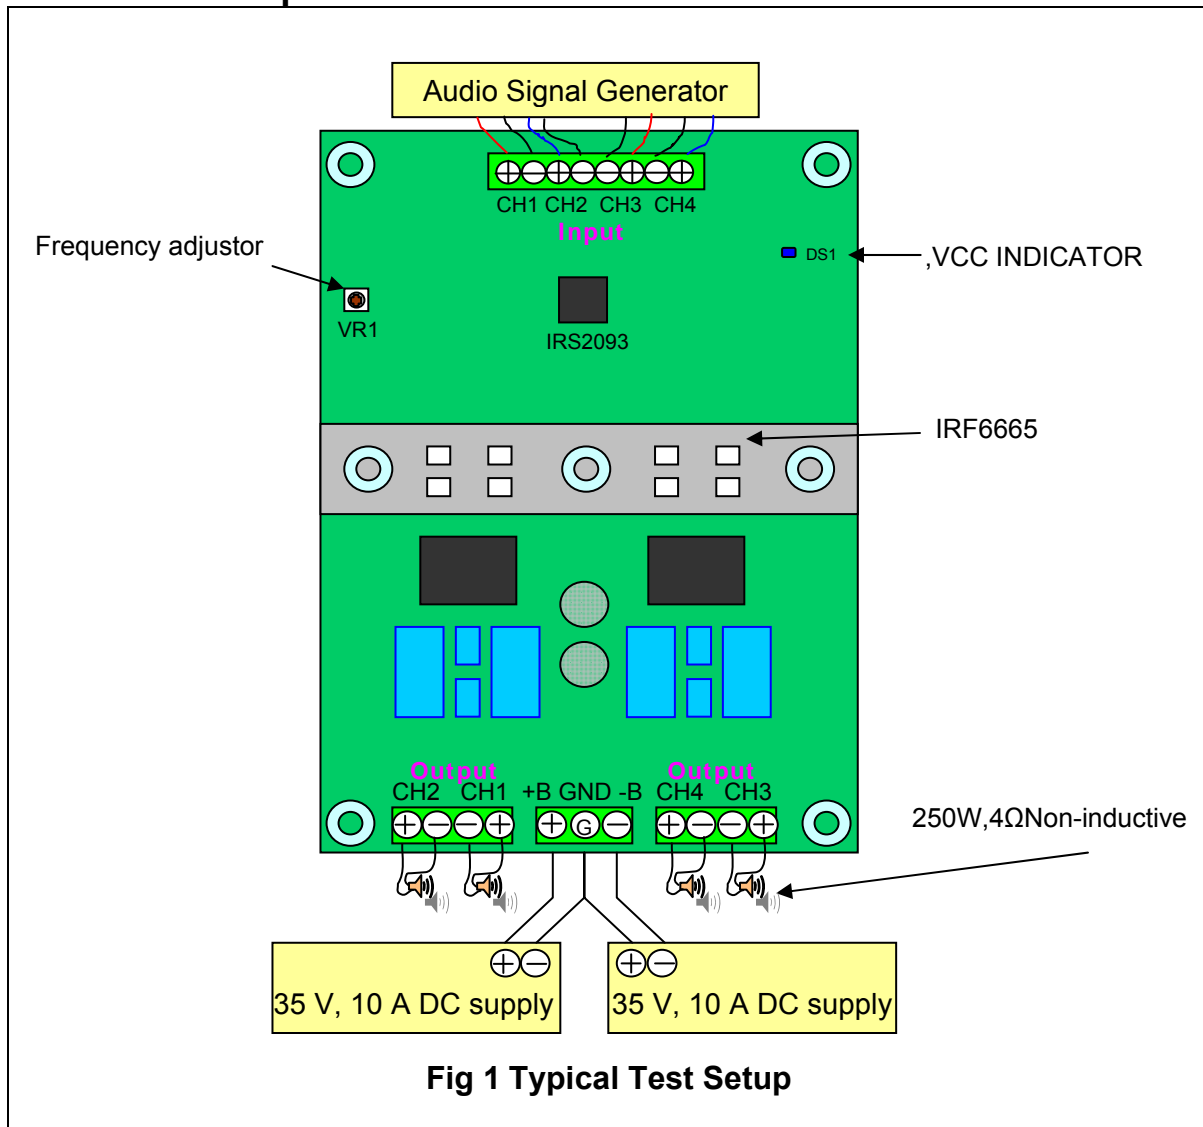 Audio Signal Generator
CH1 CH2 CH3 CH4
Input
Frequency adjustor
DS1
,VCC INDICATOR
VR1
IRS2093
IRF6665
Output
Output
CH2 CH1 +B GND -B CH4 CH3
G
250W,4ΩNon-inductive
35 V, 10 A DC supply
35 V, 10 A DC supply
Fig 1 Typical Test Setup